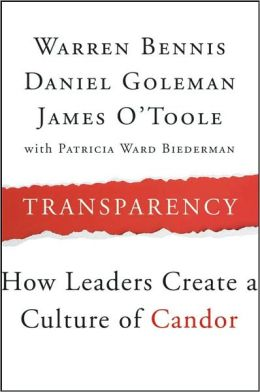 WARREN BENNIS
DANIEL GOLEMAN
JAMES O'TOOLE
with PATRICIA WARD BIEDERMAN
TRANSPARENCY
How Leaders Create a
Culture of Candor